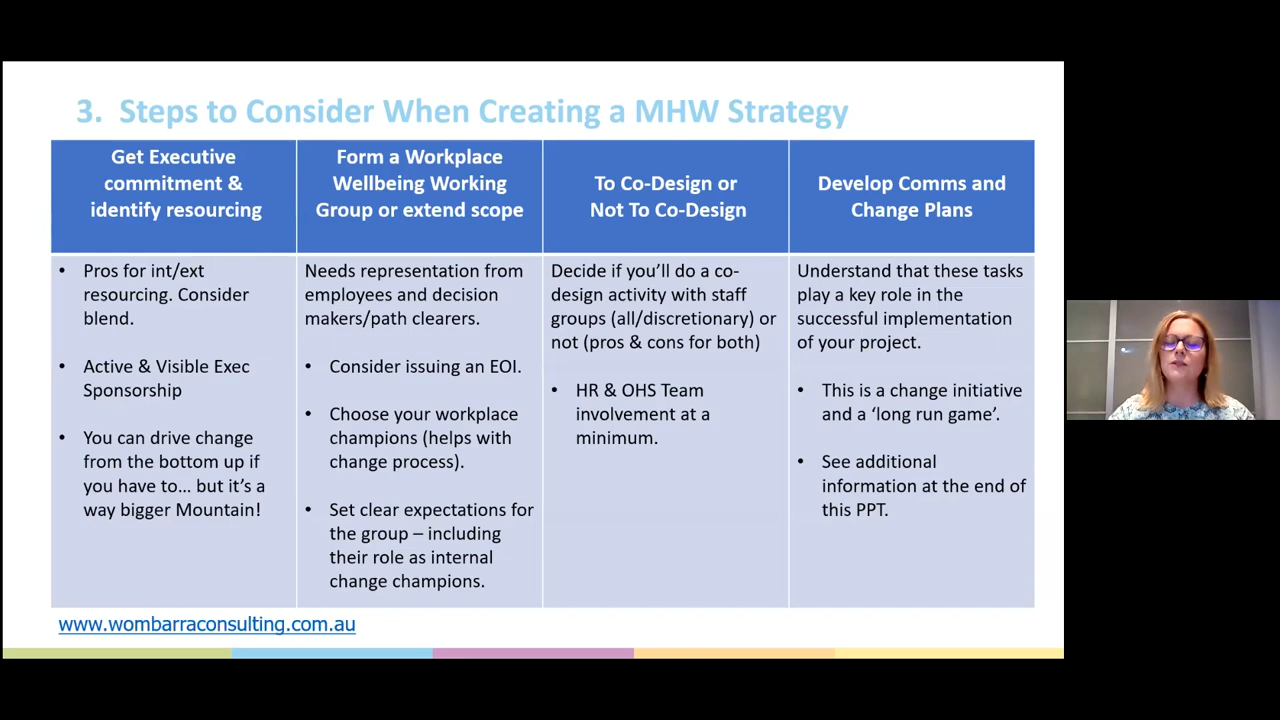 3. Steps to Consider When Creating a MHW Strategy
Get Executive
commitment &
identify resourcing
Form a Workplace
Wellbeing Working
Group or extend scope
To Co-Design or
Not To Co-Design
Develop Comms and
Change Plans
• Pros for int/ext
resourcing. Consider
blend.
• Active & Visible Exec
Sponsorship
• You can drive change
from the bottom up if
you have to… but it’s a
way bigger Mountain!
Needs representation from
employees and decision
makers/path clearers.
• Consider issuing an EOI.
• Choose your workplace
champions (helps with
change process).
• Set clear expectations for
the group – including
their role as internal
change champions.
Decide if you’ll do a co-
design activity with staff
groups (all/discretionary) or
not (pros & cons for both)
• HR & OHS Team
involvement at a
minimum.
Understand that these tasks
play a key role in the
successful implementation
of your project.
• This is a change initiative
and a ‘long run game’.
• See additional
information at the end of
this PPT.
www.wombarraconsulting.com.au